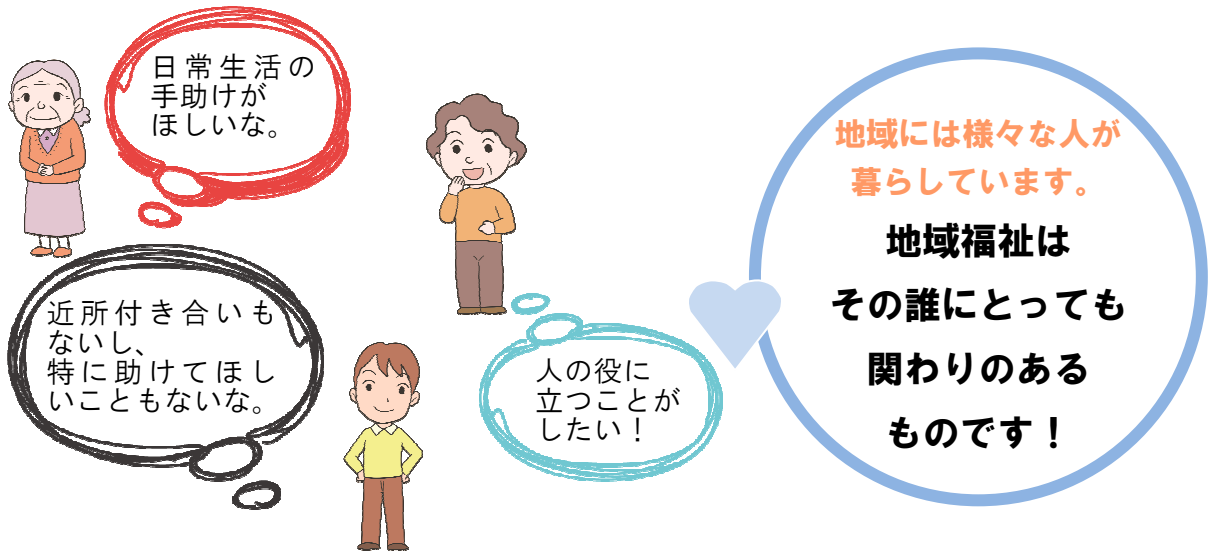 日常生活の
手助けが
ほしいな。
近所付き合いも
ないし、
特に助けてほし
いこともないな。
人の役に
立つことが
したい！
地域には様々な人が
暮らしています。
地域福祉は
その誰にとっても
関わりのある
ものです！